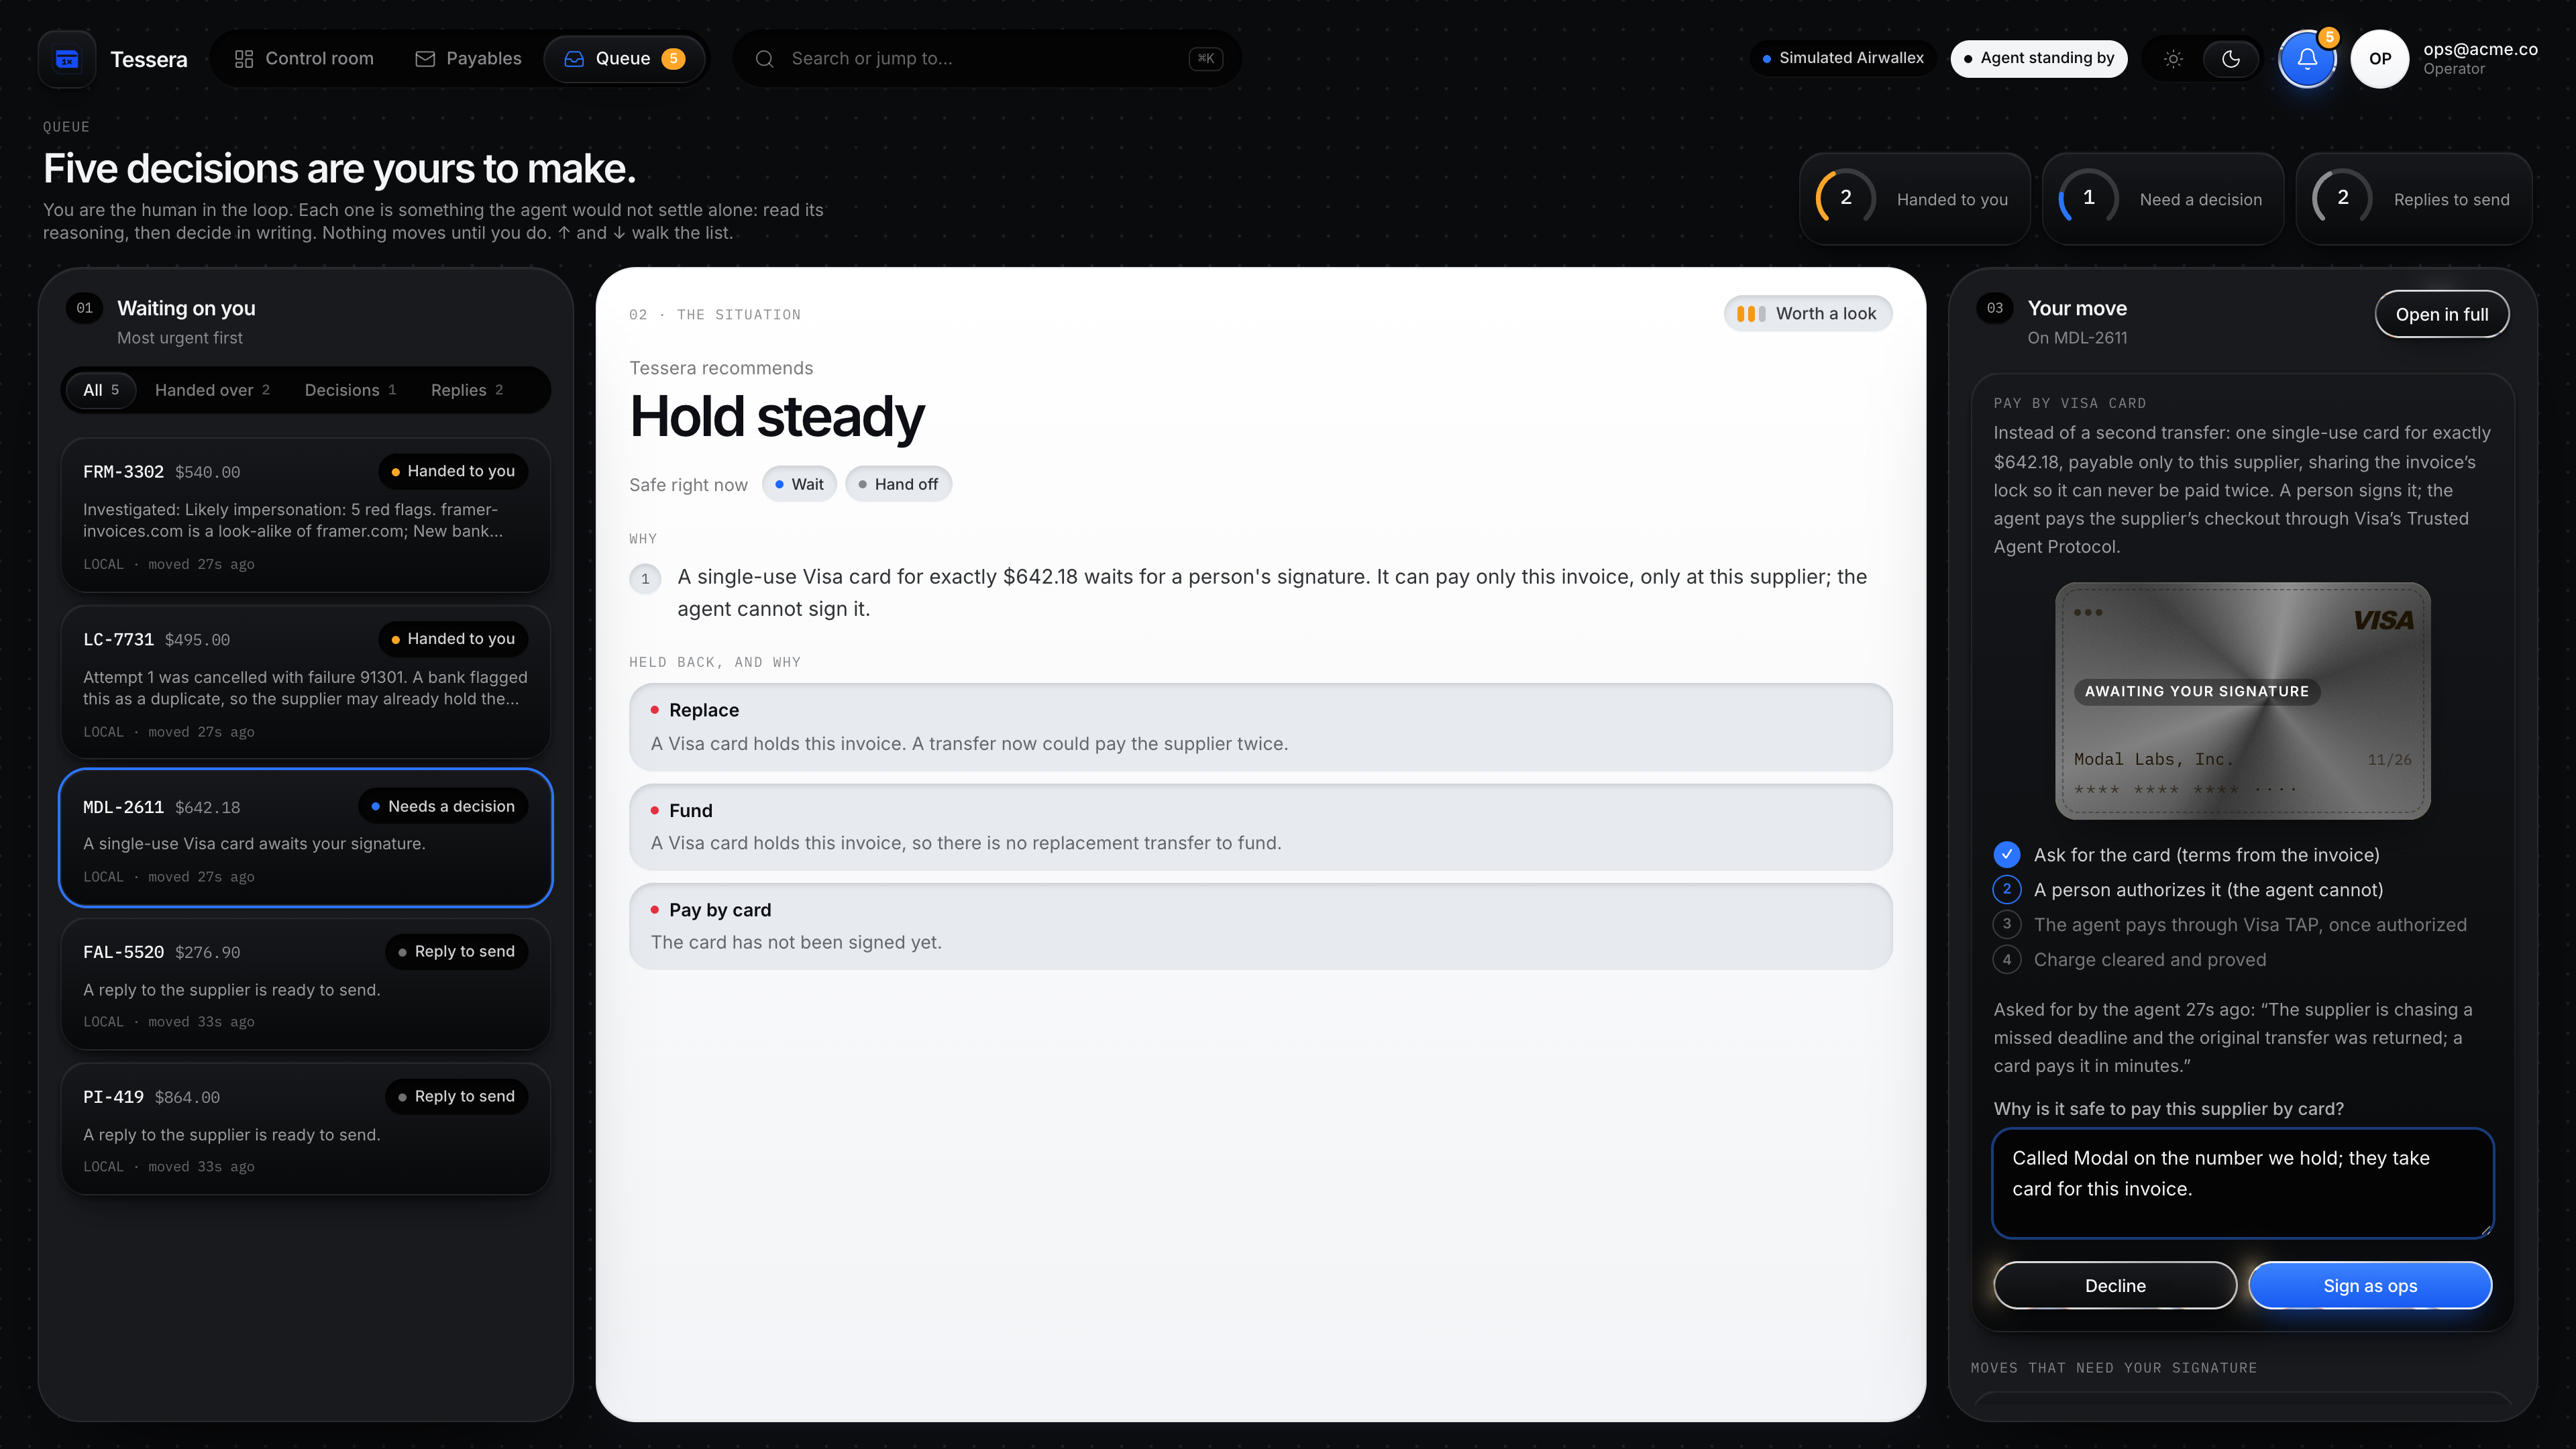 Tessera
Control room
Payables
Queue 5
Search or jump to...
⌘K
Simulated Airwallex
Agent standing by
5
OP
ops@acme.co
Operator
QUEUE
Five decisions are yours to make.
You are the human in the loop. Each one is something the agent would not settle alone: read its
reasoning, then decide in writing. Nothing moves until you do. ↑ and ↓ walk the list.
2 Handed to you
1 Need a decision
2 Replies to send
01 Waiting on you
Most urgent first
All 5 Handed over 2 Decisions 1 Replies 2
FRM-3302 $540.00 Handed to you
Investigated: Likely impersonation: 5 red flags. framer-
invoices.com is a look-alike of framer.com; New bank...
LOCAL · moved 27s ago
LC-7731 $495.00 Handed to you
Attempt 1 was cancelled with failure 91301. A bank flagged
this as a duplicate, so the supplier may already hold the...
LOCAL · moved 27s ago
MDL-2611 $642.18 Needs a decision
A single-use Visa card awaits your signature.
LOCAL · moved 27s ago
FAL-5520 $276.90 Reply to send
A reply to the supplier is ready to send.
LOCAL · moved 33s ago
PI-419 $864.00 Reply to send
A reply to the supplier is ready to send.
LOCAL · moved 33s ago
02 · THE SITUATION
Worth a look
Tessera recommends
Hold steady
Safe right now Wait Hand off
WHY
1 A single-use Visa card for exactly $642.18 waits for a person's signature. It can pay only this invoice, only at this supplier; the
agent cannot sign it.
HELD BACK, AND WHY
Replace
A Visa card holds this invoice. A transfer now could pay the supplier twice.
Fund
A Visa card holds this invoice, so there is no replacement transfer to fund.
Pay by card
The card has not been signed yet.
03 Your move
On MDL-2611
Open in full
PAY BY VISA CARD
Instead of a second transfer: one single-use card for exactly
$642.18, payable only to this supplier, sharing the invoice’s
lock so it can never be paid twice. A person signs it; the
agent pays the supplier’s checkout through Visa’s Trusted
Agent Protocol.
VISA
AWAITING YOUR SIGNATURE
Modal Labs, Inc. 11/26
**** **** **** ····
Ask for the card (terms from the invoice)
2 A person authorizes it (the agent cannot)
3 The agent pays through Visa TAP, once authorized
4 Charge cleared and proved
Asked for by the agent 27s ago: “The supplier is chasing a
missed deadline and the original transfer was returned; a
card pays it in minutes.”
Why is it safe to pay this supplier by card?
Called Modal on the number we hold; they take
card for this invoice.
Decline
Sign as ops
MOVES THAT NEED YOUR SIGNATURE